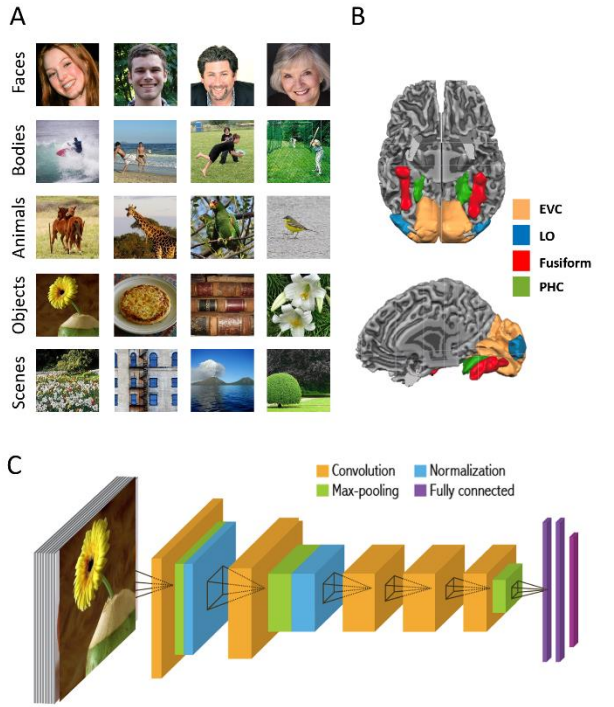 A
Faces
Bodies
Animals
Objects
Scenes
B
EVC
LO
Fusiform
PHC
C
Convolution
Normalization
Max-pooling
Fully connected